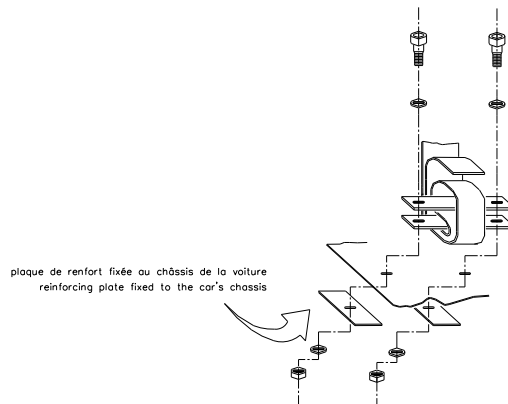 plaque de renfort fixée au châssis de la voiture
reinforcing plate fixed to the car's chassis